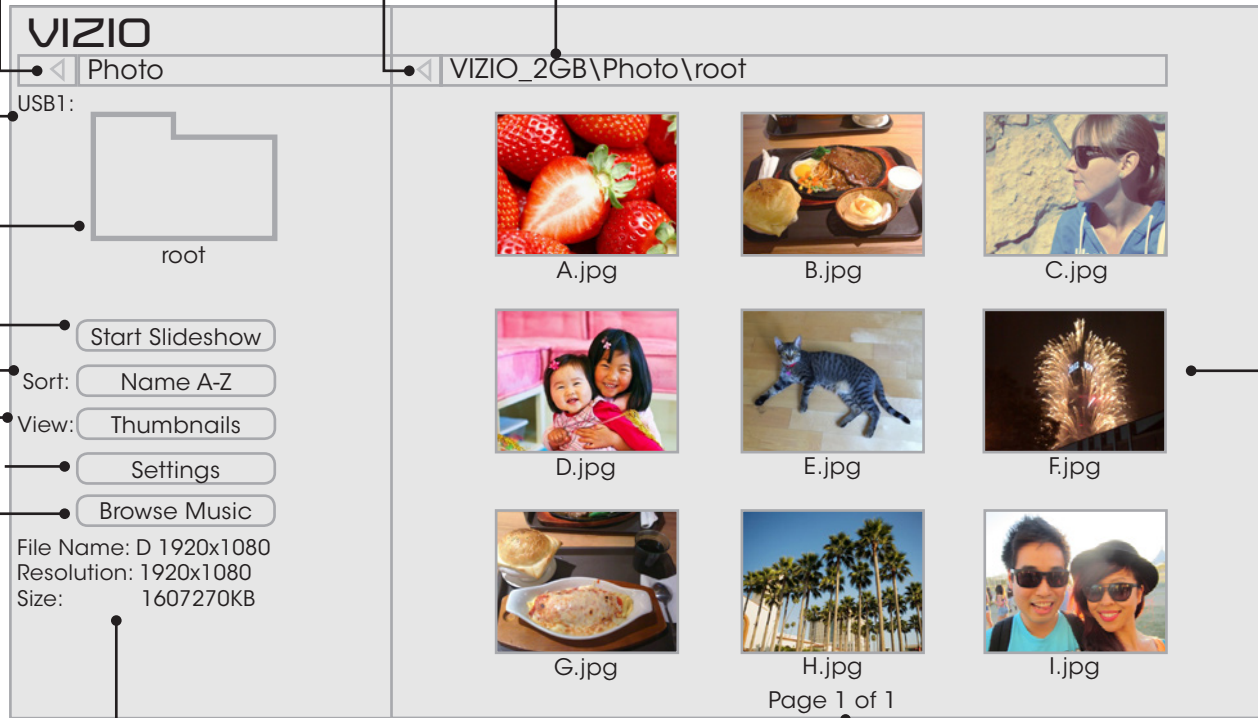 VIZIO
Photo
VIZIO_2GB\Photo\root
USB1:
root
Start Slideshow
Sort: Name A-Z
View: Thumbnails
Settings
Browse Music
File Name: D 1920x1080
Resolution: 1920x1080
Size: 1607270KB
A.jpg
B.jpg
C.jpg
D.jpg
E.jpg
F.jpg
G.jpg
H.jpg
I.jpg
Page 1 of 1